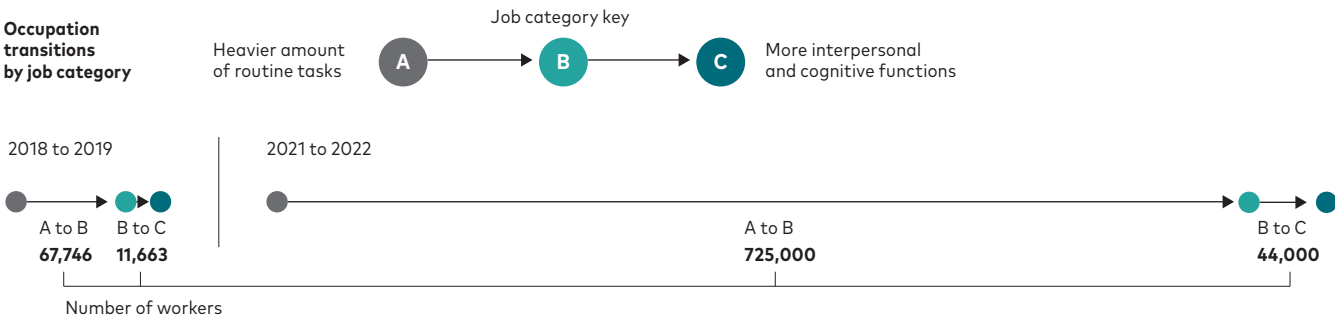 Occupation
transitions
by job category
Job category key
Heavier amount
of routine tasks
A
B
C
More interpersonal
and cognitive functions
2018 to 2019
A to B
67,746
B to C
11,663
2021 to 2022
A to B
725,000
B to C
44,000
Number of workers